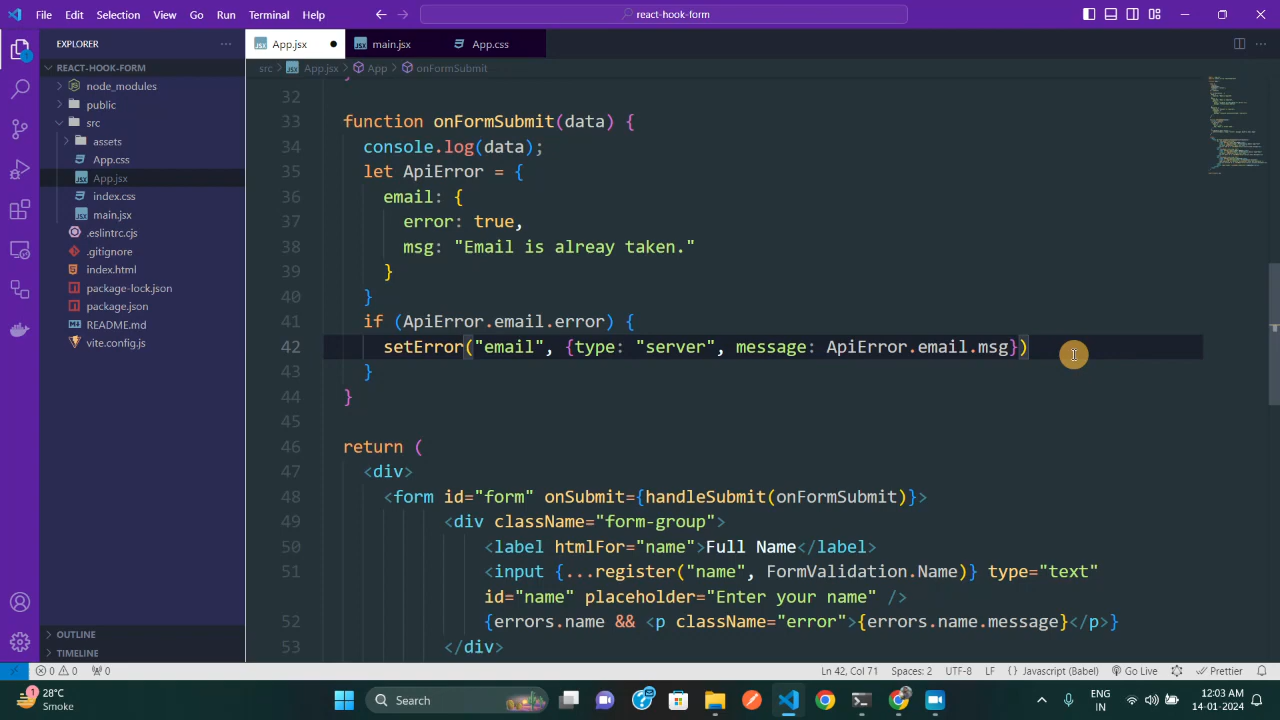 File Edit Selection View Go Run Terminal Help
react-hook-form
EXPLORER
App.jsx
main.jsx
App.css
REACT-HOOK-FORM
src > App.jsx > App > onFormSubmit
node_modules
public
src
assets
App.css
App.jsx
index.css
main.jsx
.eslintrc.cjs
.gitignore
index.html
package-lock.json
package.json
README.md
vite.config.js
OUTLINE
TIMELINE
32
33 function onFormSubmit(data) {
34 console.log(data);
35 let ApiError = {
36 email: {
37 error: true,
38 msg: "Email is alreay taken."
39 }
40 }
41 if (ApiError.email.error) {
42 setError("email", {type: "server", message: ApiError.email.msg})
43 }
44 }
45
46 return (
47 <div>
48 <form id="form" onSubmit={handleSubmit(onFormSubmit)}>
49 <div className="form-group">
50 <label htmlFor="name">Full Name</label>
51 <input {...register("name", FormValidation.Name)} type="text"
id="name" placeholder="Enter your name" />
52 {errors.name && <p className="error">{errors.name.message}</p>}
53 </div>
0 0 0
Ln 42, Col 71 Spaces: 2 UTF-8 LF { } Javascript (Babel) Go Live Prettier
1
28°C
Smoke
Search
ENG
IN
12:03 AM
14-01-2024